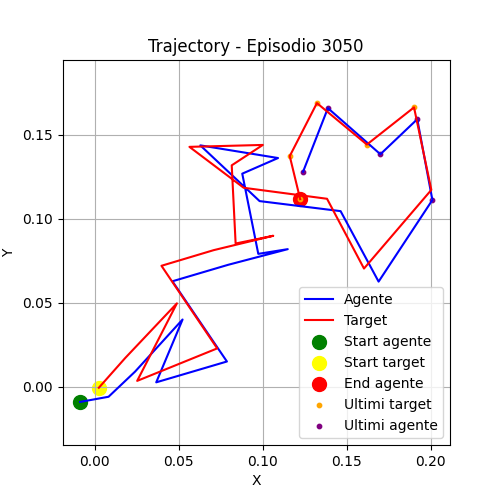 Trajectory - Episodio 3050
Y
0.15
0.10
0.05
0.00
0.00 0.05 0.10 0.15 0.20
X
Agente
Target
Start agente
Start target
End agente
Ultimi target
Ultimi agente